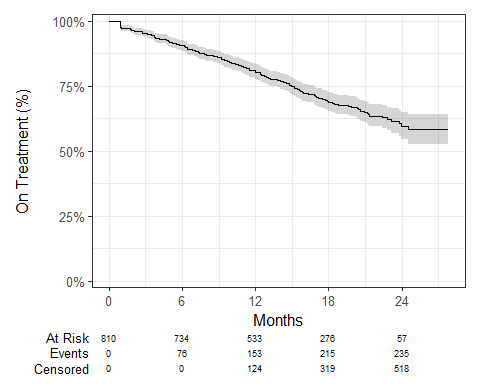 100%
75%
50%
25%
0%
On Treatment (%)
0 6 12 18 24
Months
At Risk 810 734 533 276 57
Events 0 76 153 215 235
Censored 0 0 124 319 518